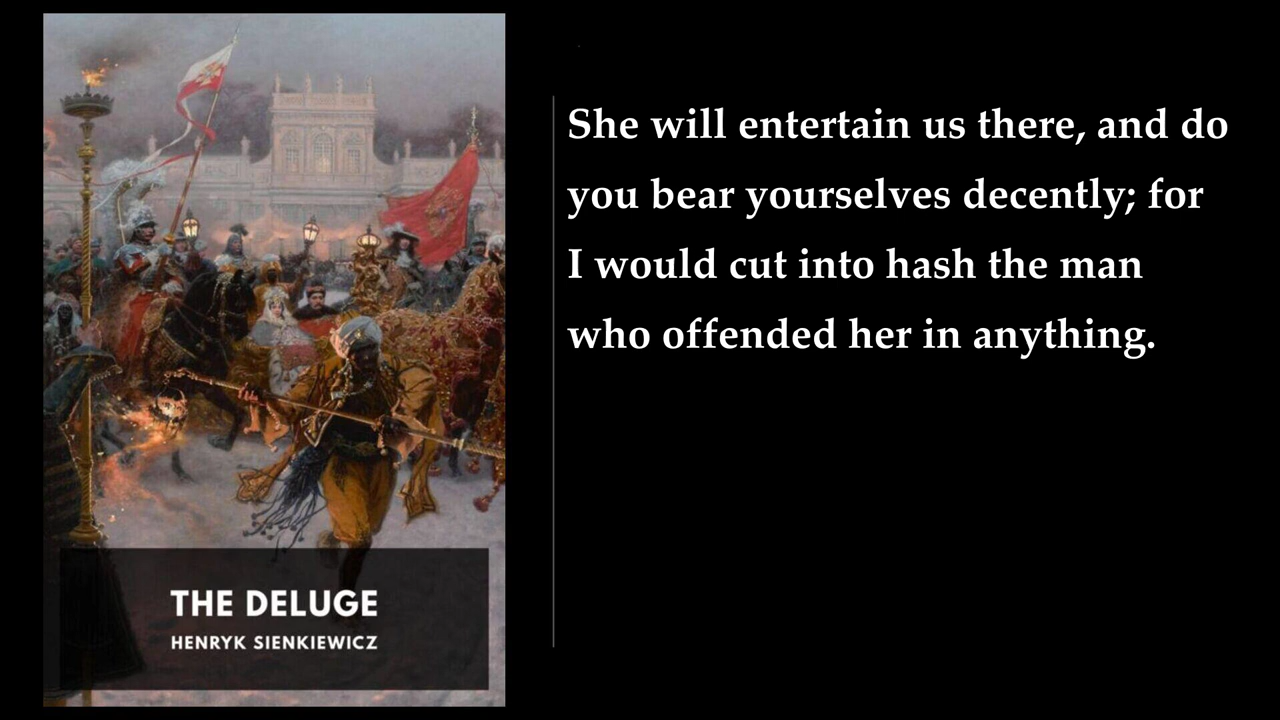 She will entertain us there, and do
you bear yourselves decently; for
I would cut into hash the man
who offended her in anything.
THE DELUGE
HENRYK SIENKIEWICZ